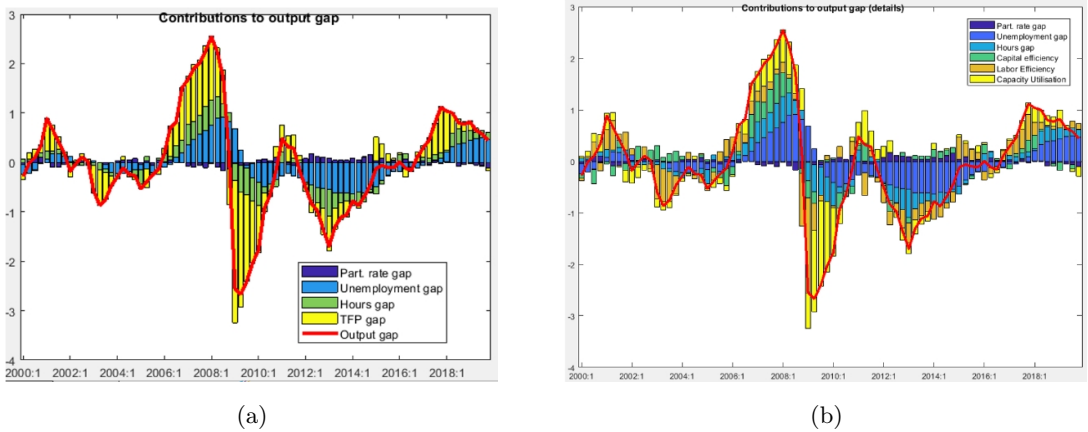 Contributions to output gap
3
2
1
0
-1
-2
-3
-4
Part. rate gap
Unemployment gap
Hours gap
TFP gap
Output gap
2000:1 2002:1 2004:1 2006:1 2008:1 2010:1 2012:1 2014:1 2016:1 2018:1
(a)
Contributions to output gap (details)
3
2
1
0
-1
-2
-3
-4
Part. rate gap
Unemployment gap
Hours gap
Capital efficiency
Labor Efficiency
Capacity Utilisation
2000:1 2002:1 2004:1 2006:1 2008:1 2010:1 2012:1 2014:1 2016:1 2018:1
(b)